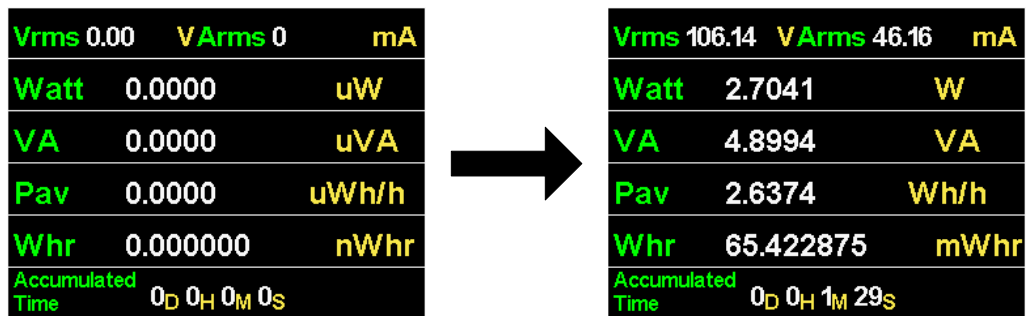 Vrms 0.00 V Arms 0 mA
Watt 0.0000 uW
VA 0.0000 uVA
Pav 0.0000 uWh/h
Whr 0.000000 nWhr
Accumulated
Time 0D 0H 0M 0S
Vrms 106.14 V Arms 46.16 mA
Watt 2.7041 W
VA 4.8994 VA
Pav 2.6374 Wh/h
Whr 65.422875 mWhr
Accumulated
Time 0D 0H 1M 29S